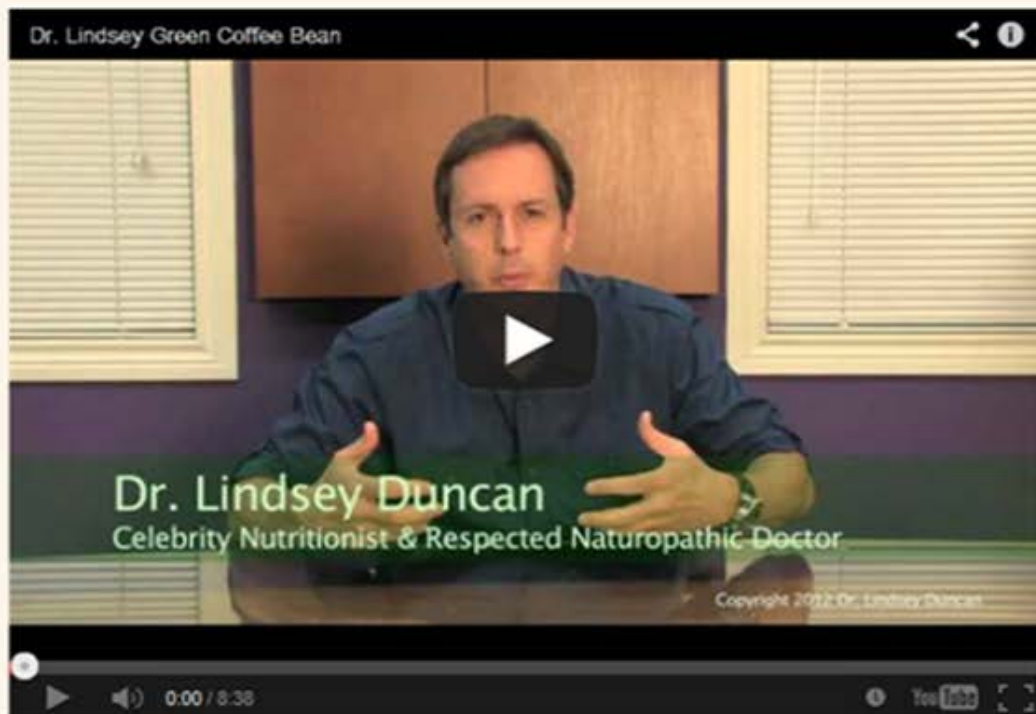 Dr. Lindsey Green Coffee Bean
Dr. Lindsey Duncan
Celebrity Nutritionist & Respected Naturopathic Doctor
Copyright 2012 Dr. Lindsey Duncan
0:00 / 8:38
YouTube